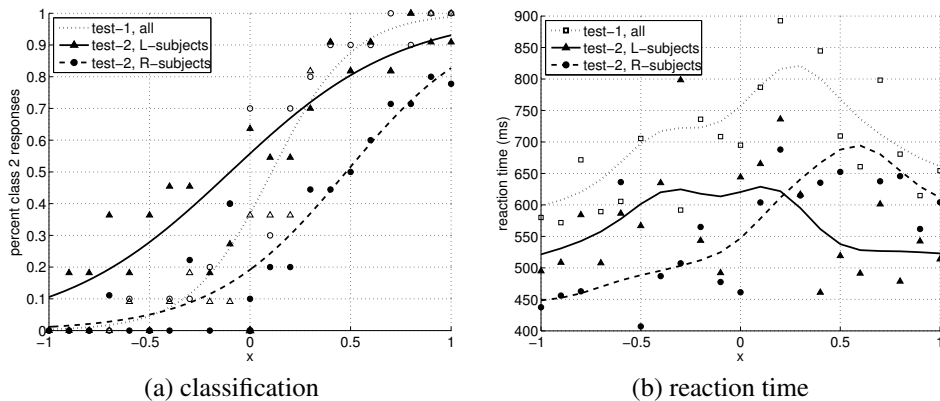 1
0.9
0.8
0.7
0.6
0.5
0.4
0.3
0.2
0.1
0
percent class 2 responses
test-1, all
test-2, L-subjects
test-2, R-subjects
−1 −0.5 0 0.5 1
x
(a) classification
900
850
800
750
700
650
600
550
500
450
400
reaction time (ms)
test-1, all
test-2, L-subjects
test-2, R-subjects
−1 −0.5 0 0.5 1
x
(b) reaction time